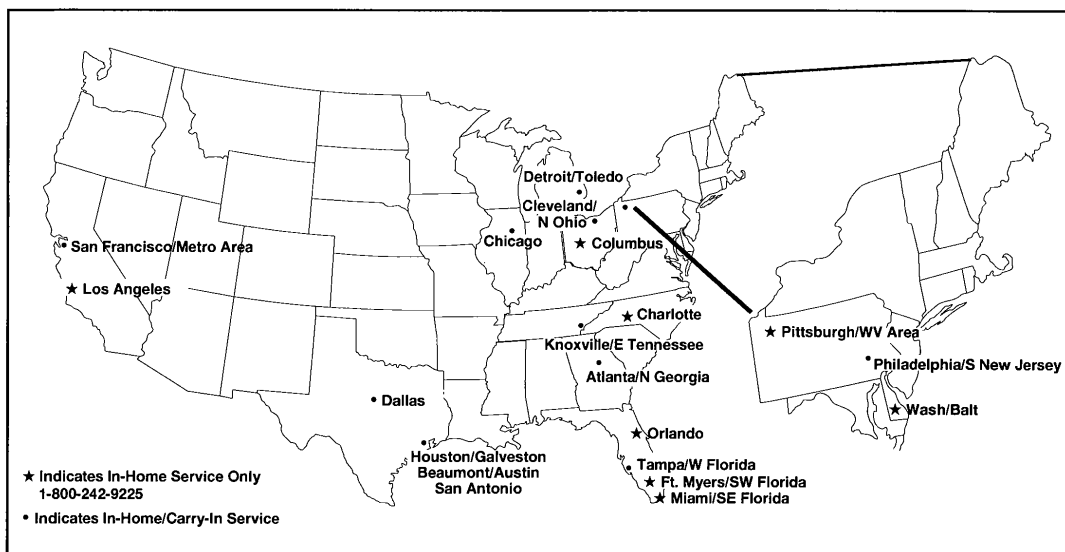 Detroit/Toledo
Cleveland/
N Ohio
Chicago
Columbus
San Francisco/Metro Area
Los Angeles
Charlotte
Knoxville/E Tennessee
Atlanta/N Georgia
Dallas
Houston/Galveston
Beaumont/Austin
San Antonio
Orlando
Tampa/W Florida
Ft. Myers/SW Florida
Miami/SE Florida
Pittsburgh/WV Area
Philadelphia/S New Jersey
Wash/Balt
★ Indicates In-Home Service Only
1-800-242-9225
• Indicates In-Home/Carry-In Service